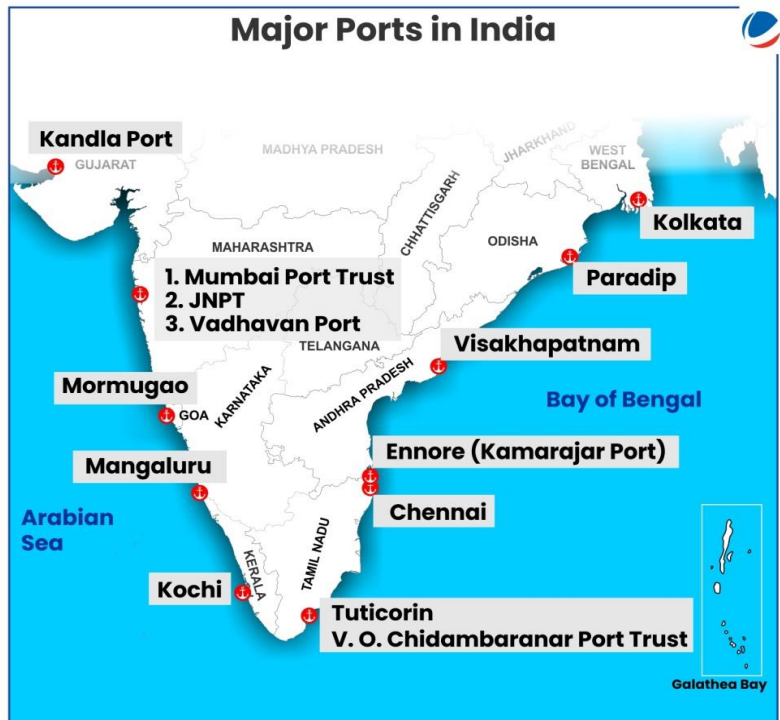 Major Ports in India
Kandla Port
GUJARAT
MADHYA PRADESH
JHARKHAND
WEST
BENGAL
CHHATTISGARH
Kolkata
MAHARASHTRA
ODISHA
Paradip
1. Mumbai Port Trust
2. JNPT
3. Vadhavan Port
TELANGANA
Visakhapatnam
ANDHRA PRADESH
KARNATAKA
Mormugao
GOA
Bay of Bengal
Ennore (Kamarajar Port)
Mangaluru
Chennai
Arabian
Sea
TAMIL NADU
KERALA
Kochi
Tuticorin
V. O. Chidambaranar Port Trust
Galathea Bay